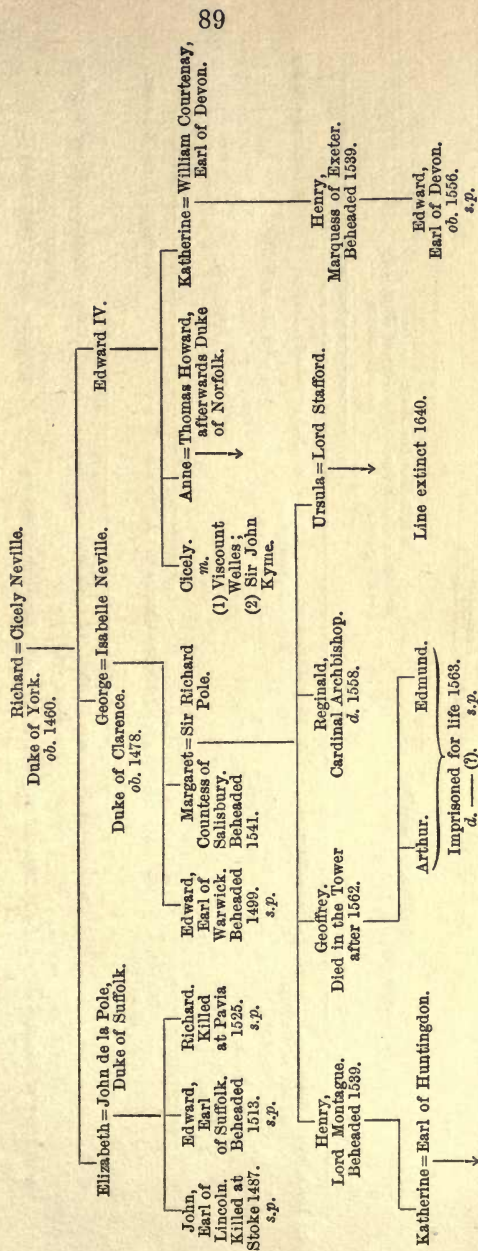 89
Richard=Cicely Neville.
Duke of York.
ob. 1460.
Elizabeth=John de la Pole,
Duke of Suffolk.
George=Isabelle Neville.
Duke of Clarence.
ob. 1478.
Edward IV.
John,
Earl of
Lincoln.
Killed at
Stoke 1487.
s.p.
Edward,
Earl
of Suffolk.
Beheaded
1513.
s.p.
Richard.
Killed
at Pavia
1525.
s.p.
Edward,
Earl of
Warwick.
Beheaded
1499.
s.p.
Margaret=Sir Richard
Countess of Pole.
Salisbury.
Beheaded
1541.
Cicely.
m.
(1) Viscount
Welles;
(2) Sir John
Kyme.
Anne=Thomas Howard,
afterwards Duke
of Norfolk.
Katherine=William Courtenay,
Earl of Devon.
Henry,
Lord Montague.
Beheaded 1539.
Geoffrey.
Died in the Tower
after 1562.
Reginald,
Cardinal Archbishop.
d. 1558.
Ursula=Lord Stafford.
Henry,
Marquess of Exeter.
Beheaded 1539.
Katherine=Earl of Huntingdon.
Arthur. Edmund.
Imprisoned for life 1563.
d. — (?). s.p.
Line extinct 1640.
Edward,
Earl of Devon.
ob. 1556.
s.p.